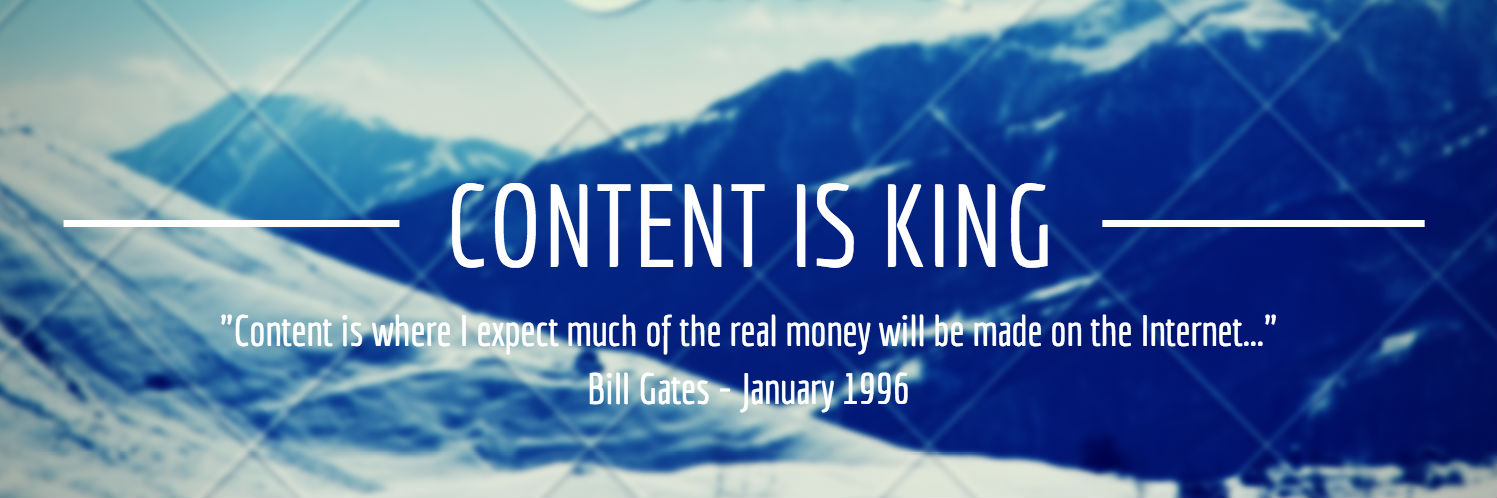 CONTENT IS KING
"Content is where I expect much of the real money will be made on the Internet..."
Bill Gates - January 1996